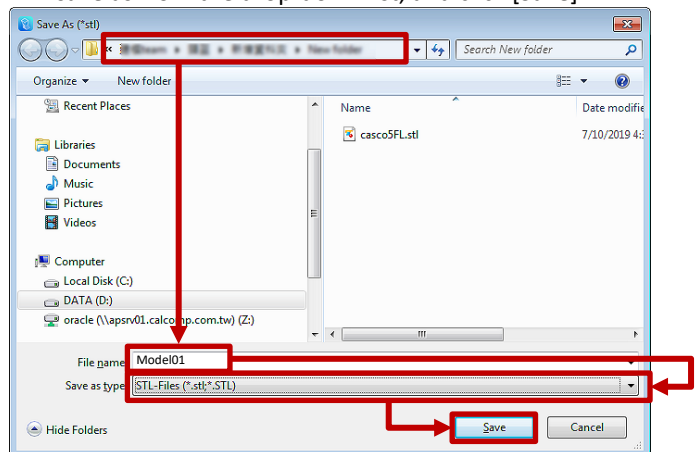 Save As (*stl)
« New folder
Search New folder
Organize ▼ New folder
Recent Places
Libraries
Documents
Music
Pictures
Videos
Computer
Local Disk (C:)
DATA (D:)
oracle (\\apsrv01.calcomp.com.tw) (Z:)
Name Date modifie
casco5FL.stl 7/10/2019 4:
File name Model01
Save as type STL-Files (*.stl;*.STL)
Hide Folders
Save Cancel